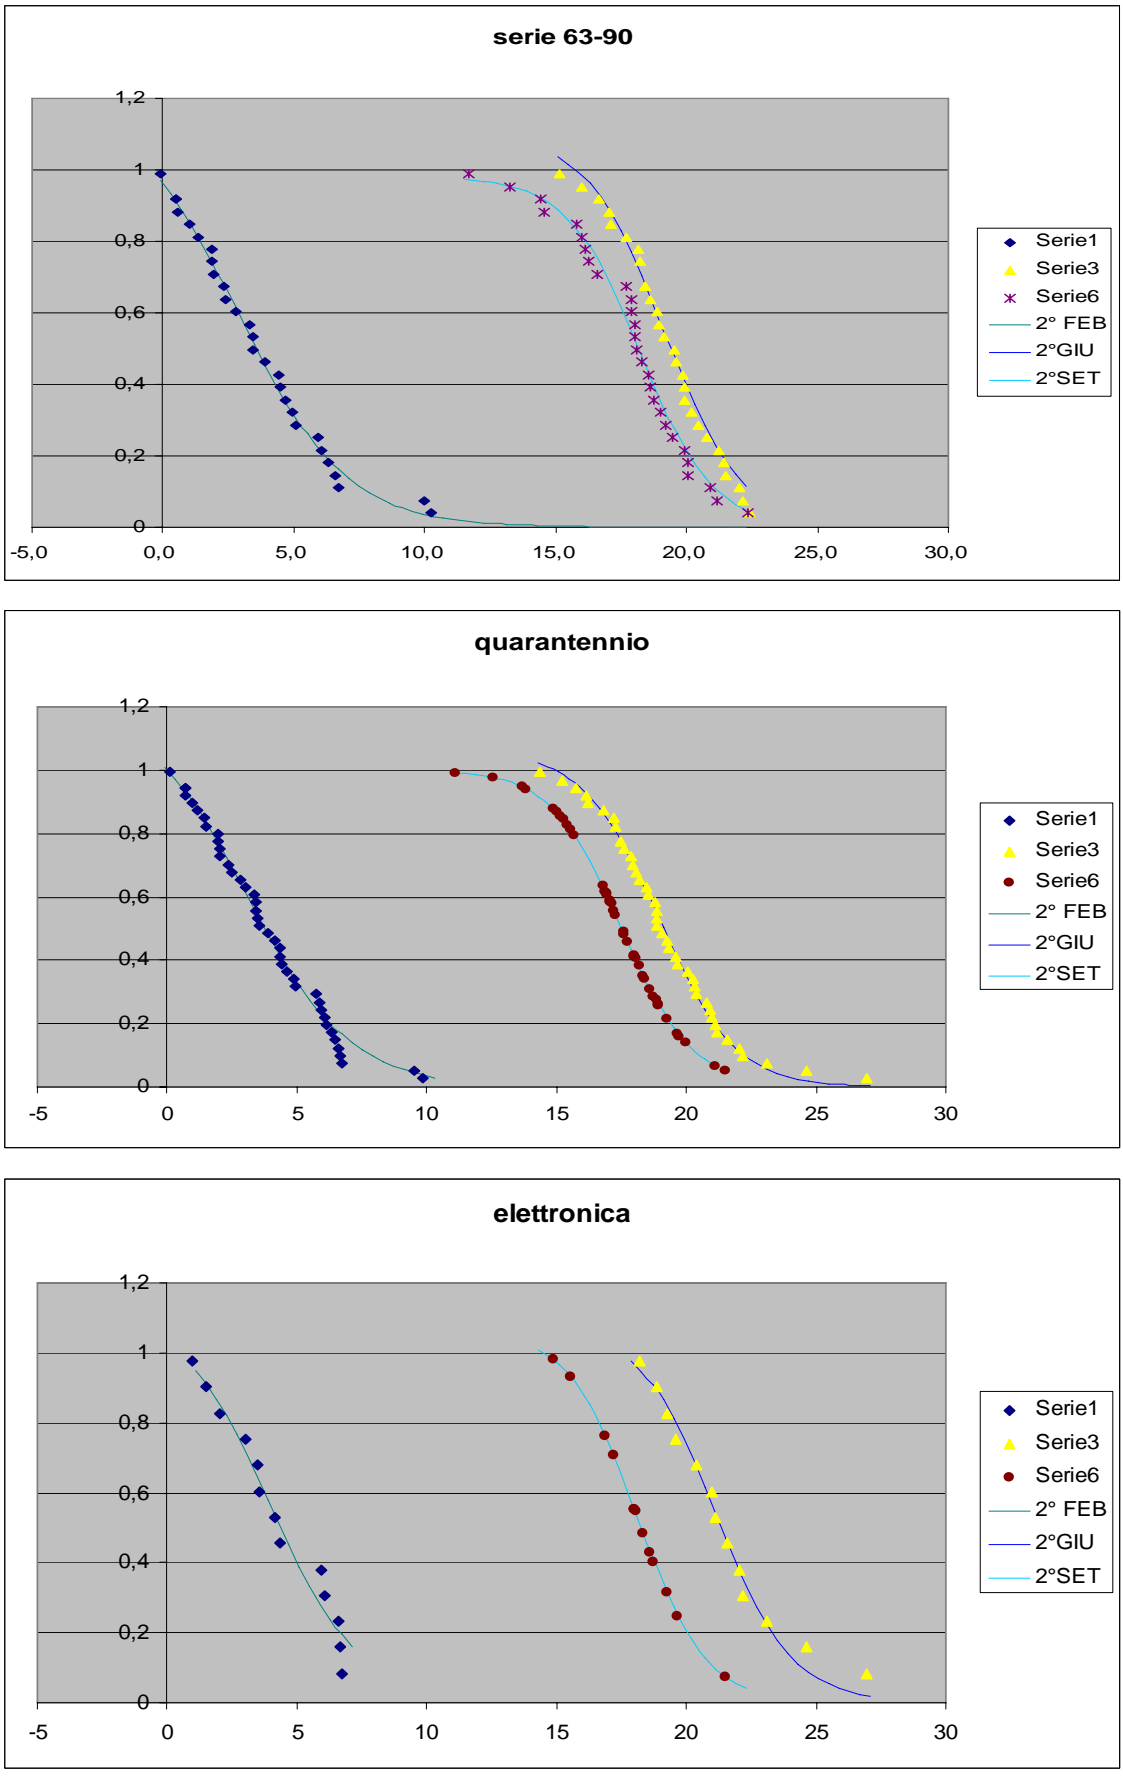 serie 63-90
1,2
1
0,8
0,6
0,4
0,2
0
-5,0 0,0 5,0 10,0 15,0 20,0 25,0 30,0
Serie1
Serie3
Serie6
2° FEB
2°GIU
2°SET
quarantennio
1,2
1
0,8
0,6
0,4
0,2
0
-5 0 5 10 15 20 25 30
Serie1
Serie3
Serie6
2° FEB
2°GIU
2°SET
elettronica
1,2
1
0,8
0,6
0,4
0,2
0
-5 0 5 10 15 20 25 30
Serie1
Serie3
Serie6
2° FEB
2°GIU
2°SET